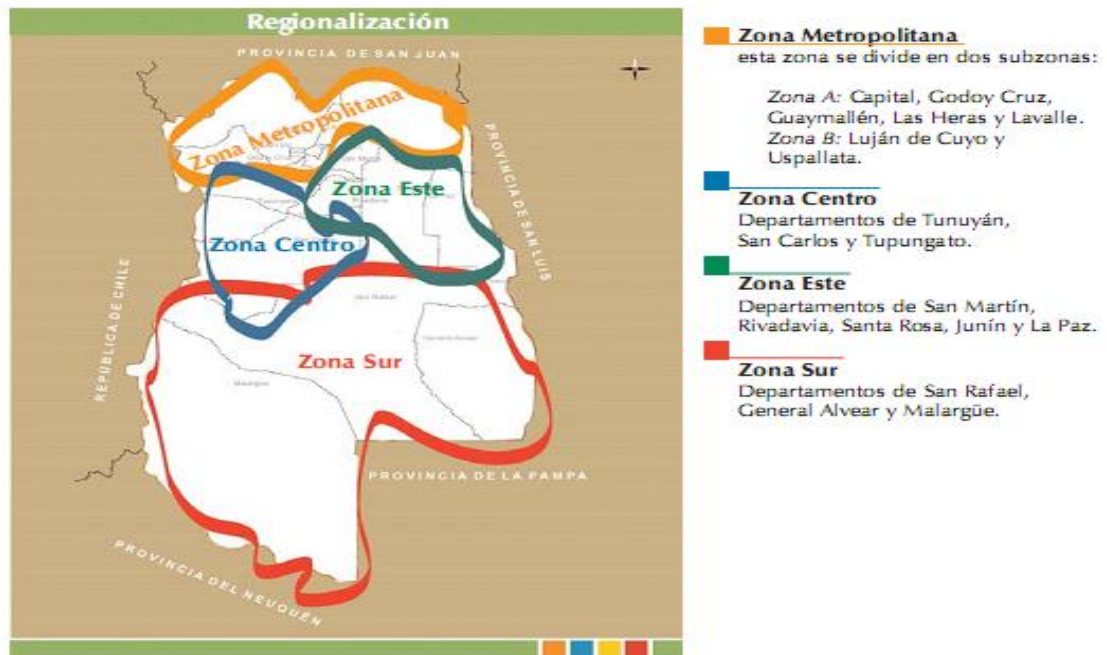 Regionalización
PROVINCIA DE SAN JUAN
Zona Metropolitana
PROVINCIA DE SAN LUIS
Zona Este
Zona Centro
REPÚBLICA DE CHILE
Zona Sur
PROVINCIA DE LA PAMPA
PROVINCIA DEL NEUQUÉN
Zona Metropolitana
esta zona se divide en dos subzonas:
Zona A: Capital, Godoy Cruz,
Guaymallén, Las Heras y Lavalle.
Zona B: Luján de Cuyo y
Uspallata.
Zona Centro
Departamentos de Tunuyán,
San Carlos y Tupungato.
Zona Este
Departamentos de San Martín,
Rivadavia, Santa Rosa, Junín y La Paz.
Zona Sur
Departamentos de San Rafael,
General Alvear y Malargüe.